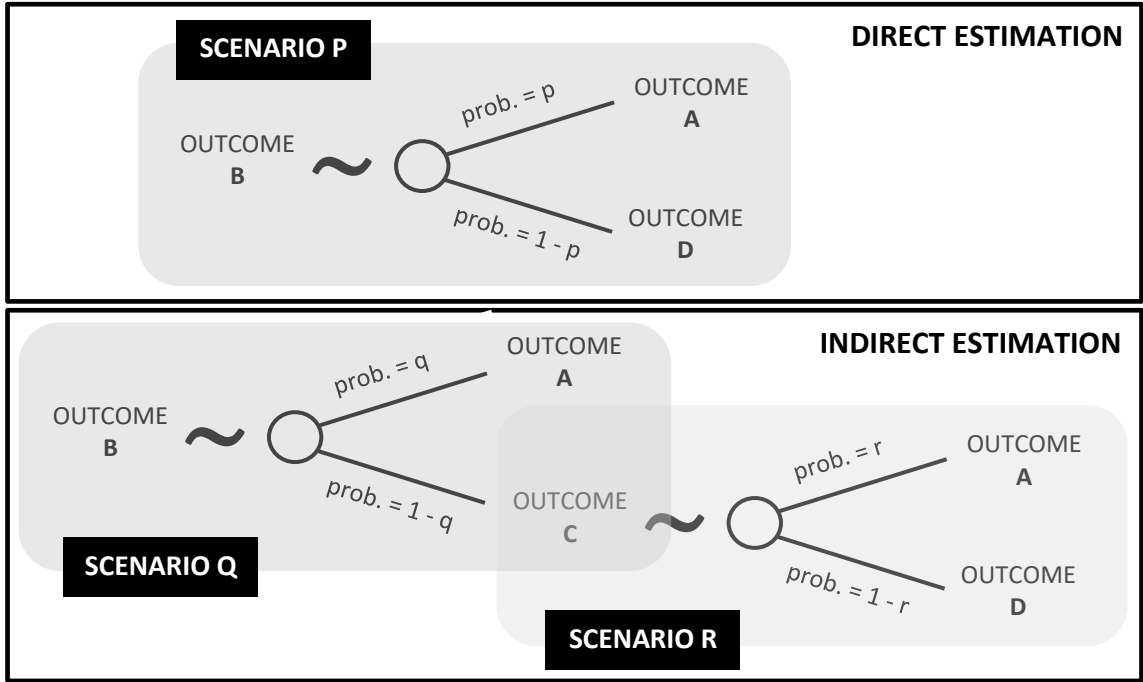 SCENARIO P
DIRECT ESTIMATION
OUTCOME
B
~
prob. = p
OUTCOME
A
prob. = 1 - p
OUTCOME
D
INDIRECT ESTIMATION
SCENARIO Q
OUTCOME
B
~
prob. = q
OUTCOME
A
prob. = 1 - q
OUTCOME
C
~
prob. = r
OUTCOME
A
prob. = 1 - r
OUTCOME
D
SCENARIO R